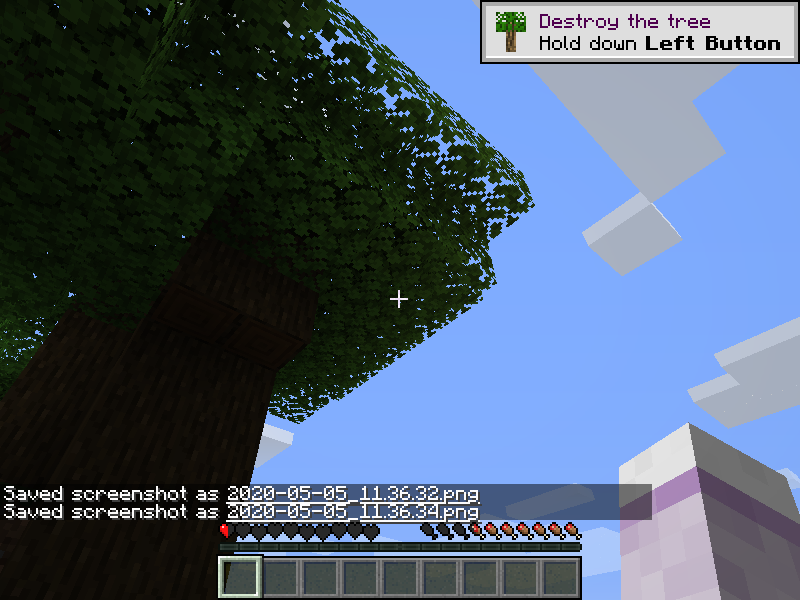 Destroy the tree
Hold down Left Button
Saved screenshot as 2020-05-05_11.36.32.png
Saved screenshot as 2020-05-05_11.36.34.png